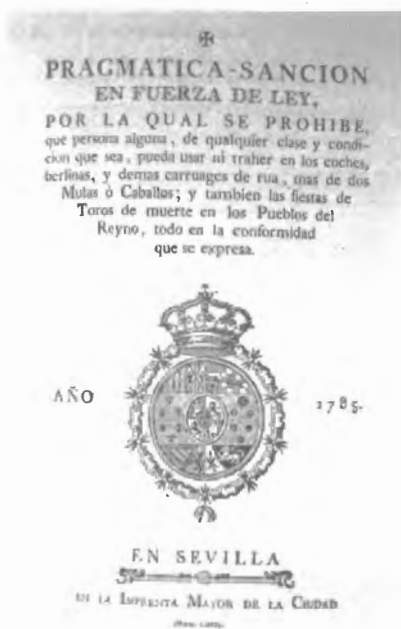 PRAGMATICA-SANCION
EN FUERZA DE LEY,
POR LA QUAL SE PROHIBE,
que persona alguna, de qualquier clase y condi-
cion que sea, pueda usar ni traher en los coches,
berlinas, y demas carruages de rua, mas de dos
Mulas ò Caballos; y tambien las fiestas de
Toros de muerte en los Pueblos del
Reyno, todo en la conformidad
que se expresa.
AÑO 1785.
EN SEVILLA
EN LA IMPRENTA MAYOR DE LA CIUDAD